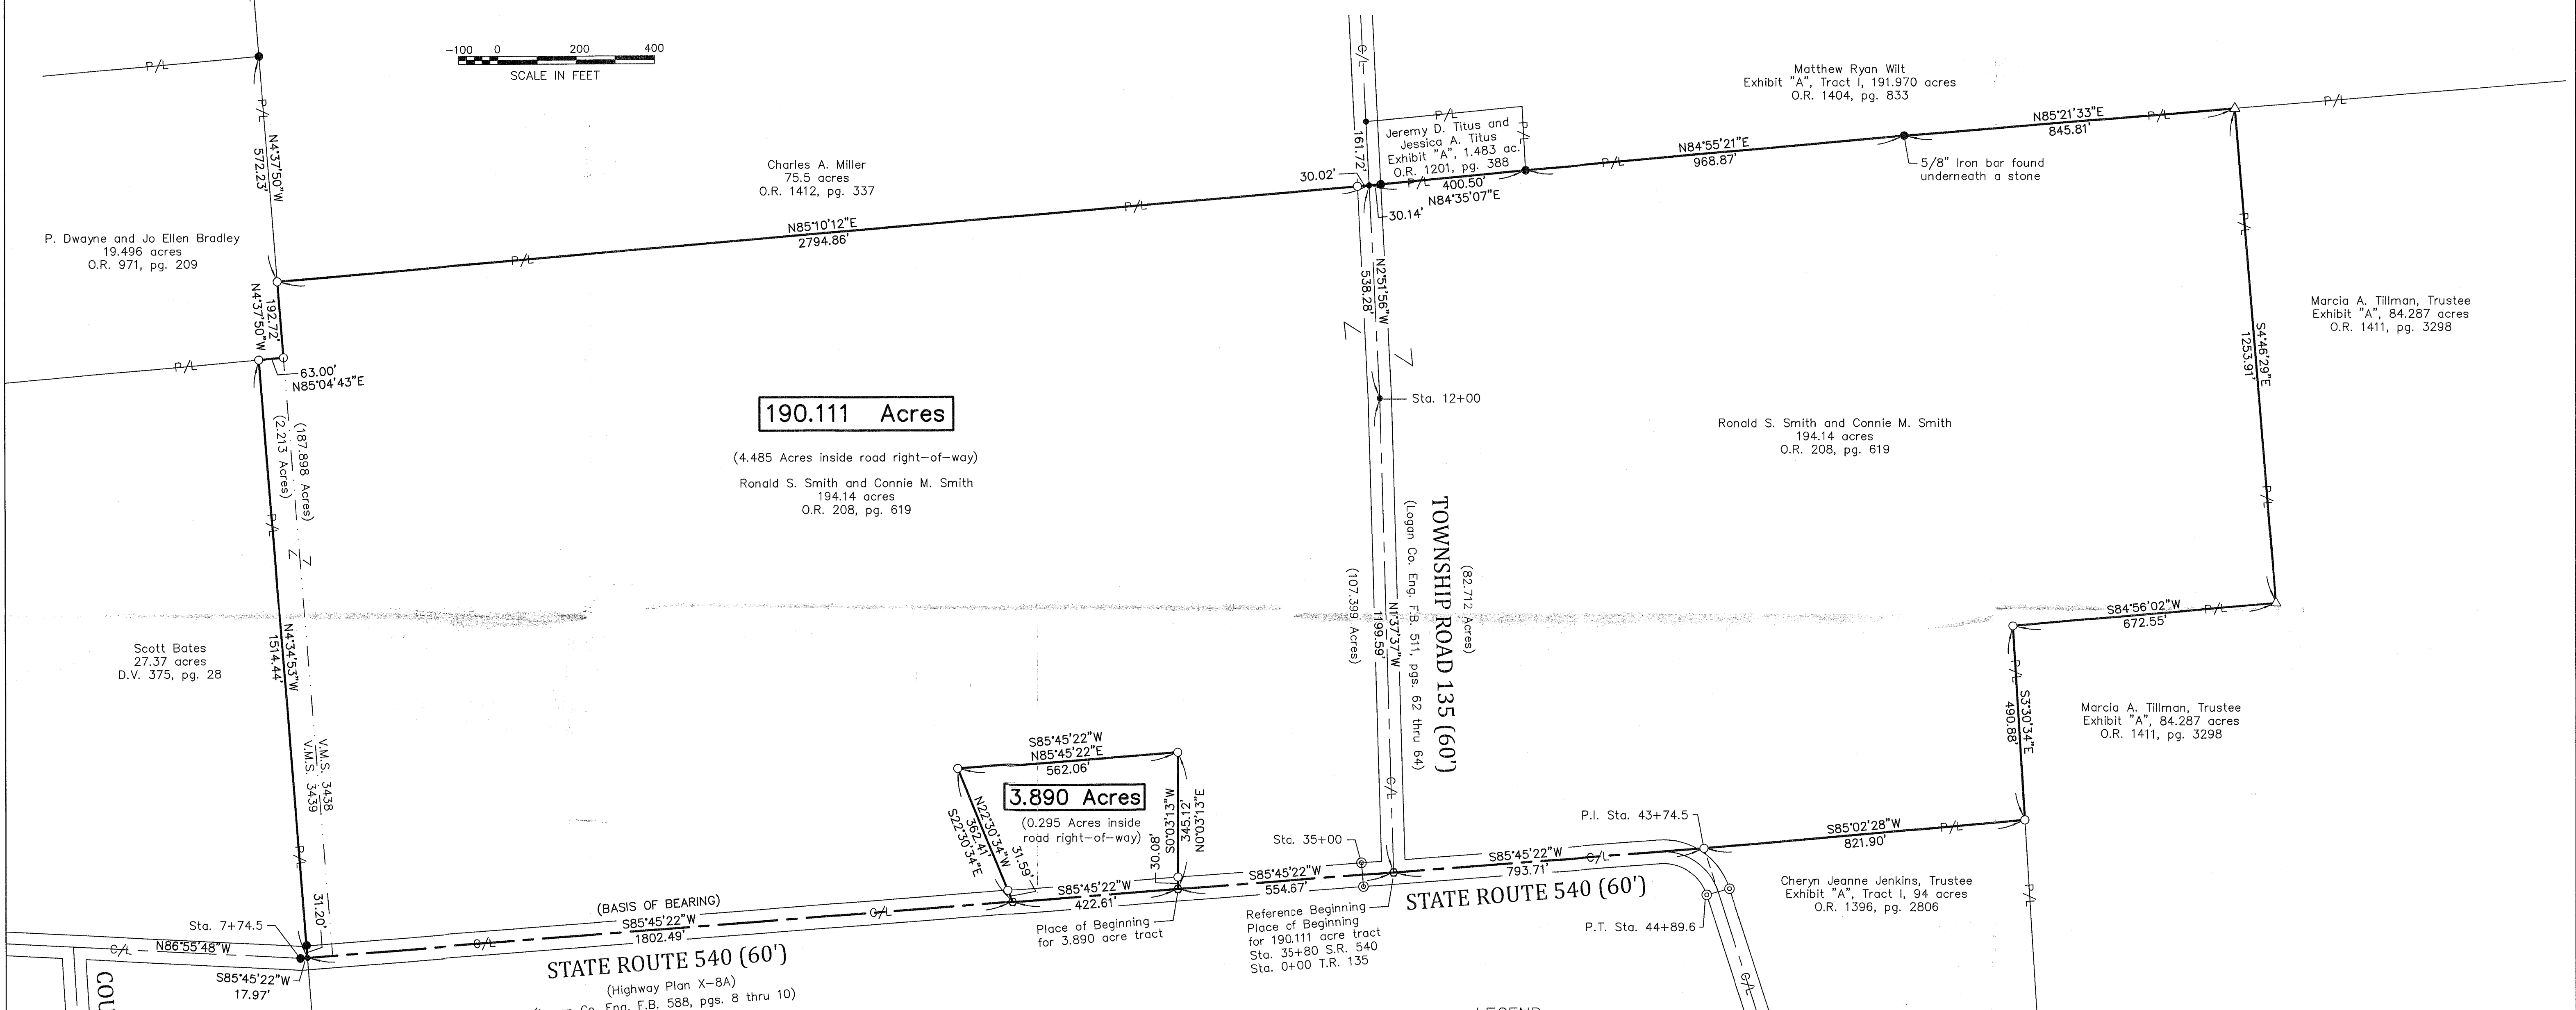 -100 0 200 400
SCALE IN FEET
P/L
P/L
N4°37'50"W
572.23'
C/L
161.72'
P/L
P/L
Jeremy D. Titus and
Jessica A. Titus
Exhibit "A", 1.483 ac.
O.R. 1201, pg. 388
P/L 400.50'
N84°35'07"E
Matthew Ryan Wilt
Exhibit "A", Tract I, 191.970 acres
O.R. 1404, pg. 833
N85°21'33"E P/L
845.81'
P/L
N84°55'21"E
P/L 968.87'
5/8" Iron bar found
underneath a stone
Charles A. Miller
75.5 acres
O.R. 1412, pg. 337
30.02'
30.14'
P/L
N85°10'12"E
2794.86'
P/L
P. Dwayne and Jo Ellen Bradley
19.496 acres
O.R. 971, pg. 209
192.72'
N4°37'50"W
P/L
63.00'
N85°04'43"E
N2°51'56"W
538.28'
Z
Z
Sta. 12+00
P/L
S4°46'29"E
1253.91'
P/L
Marcia A. Tillman, Trustee
Exhibit "A", 84.287 acres
O.R. 1411, pg. 3298
190.111 Acres
(4.485 Acres inside road right-of-way)
Ronald S. Smith and Connie M. Smith
194.14 acres
O.R. 208, pg. 619
Ronald S. Smith and Connie M. Smith
194.14 acres
O.R. 208, pg. 619
(187.898 Acres)
(2.213 Acres)
P/L
Z
Z
N4°34'53"W
1514.44'
Scott Bates
27.37 acres
D.V. 375, pg. 28
V.M.S. 3438
V.M.S. 3439
P/L
31.20'
(82.712 Acres)
TOWNSHIP ROAD 135 (60')
(Logan Co. Eng. F.B. 511, pgs. 62 thru 64)
N1°37'37"W
1199.59'
(107.399 Acres)
C/L
S84°56'02"W P/L
672.55'
P/L
S3°30'34"E
490.88'
Marcia A. Tillman, Trustee
Exhibit "A", 84.287 acres
O.R. 1411, pg. 3298
S85°45'22"W
N85°45'22"E
562.06'
3.890 Acres
(0.295 Acres inside
road right-of-way)
N22°30'34"W
362.41'
S22°30'34"E
31.59'
N0°03'13"E
345.12'
S0°03'13"W
30.08'
Sta. 35+00
P.I. Sta. 43+74.5
S85°02'28"W P/L
821.90'
S85°45'22"W
C/L
793.71'
S85°45'22"W
554.67'
S85°45'22"W
422.61'
STATE ROUTE 540 (60')
Cheryn Jeanne Jenkins, Trustee
Exhibit "A", Tract I, 94 acres
O.R. 1396, pg. 2806
P/L
P.T. Sta. 44+89.6
C/L
Reference Beginning
Place of Beginning
for 190.111 acre tract
Sta. 35+80 S.R. 540
Sta. 0+00 T.R. 135
Place of Beginning
for 3.890 acre tract
(BASIS OF BEARING)
S85°45'22"W
C/L
1802.49'
C/L
STATE ROUTE 540 (60')
(Highway Plan X-8A)
Co. Eng. F.B. 588, pgs. 8 thru 10)
Sta. 7+74.5
C/L N86°55'48"W
S85°45'22"W
17.97'
COU
LEGEND